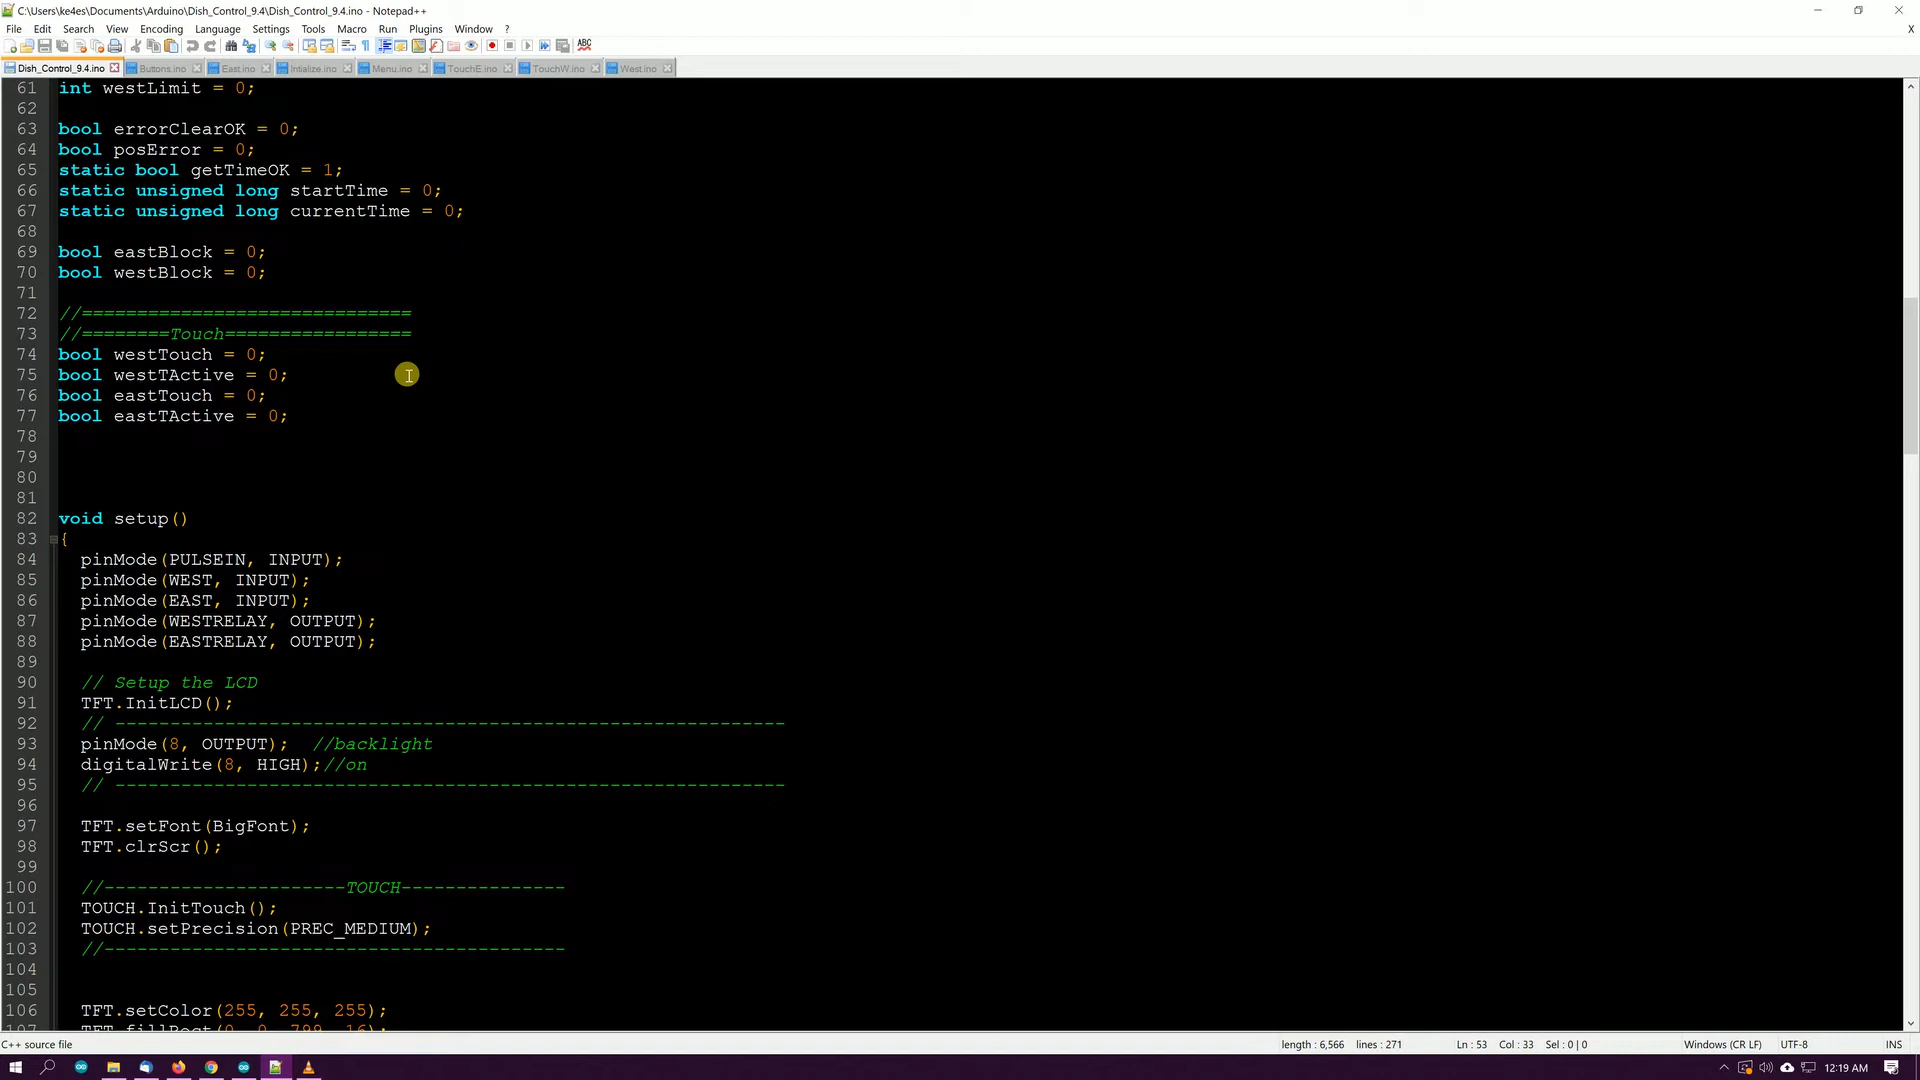 C:\Users\ke4es\Documents\Arduino\Dish_Control_9.4\Dish_Control_9.4.ino - Notepad++
File Edit Search View Encoding Language Settings Tools Macro Run Plugins Window ? X
ABC
Dish_Control_9.4.ino Buttons.ino East.ino Intialize.ino Menu.ino TouchE.ino TouchW.ino West.ino
61 int westLimit = 0;
62
63 bool errorClearOK = 0;
64 bool posError = 0;
65 static bool getTimeOK = 1;
66 static unsigned long startTime = 0;
67 static unsigned long currentTime = 0;
68
69 bool eastBlock = 0;
70 bool westBlock = 0;
71
72 //==============================
73 //========Touch=================
74 bool westTouch = 0;
75 bool westTActive = 0;
76 bool eastTouch = 0;
77 bool eastTActive = 0;
78
79
80
81
82 void setup()
83 {
84 pinMode(PULSEIN, INPUT);
85 pinMode(WEST, INPUT);
86 pinMode(EAST, INPUT);
87 pinMode(WESTRELAY, OUTPUT);
88 pinMode(EASTRELAY, OUTPUT);
89
90 // Setup the LCD
91 TFT.InitLCD();
92 // -------------------------------------------------------------
93 pinMode(8, OUTPUT); //backlight
94 digitalWrite(8, HIGH);//on
95 // -------------------------------------------------------------
96
97 TFT.setFont(BigFont);
98 TFT.clrScr();
99
100 //----------------------TOUCH---------------
101 TOUCH.InitTouch();
102 TOUCH.setPrecision(PREC_MEDIUM);
103 //------------------------------------------
104
105
106 TFT.setColor(255, 255, 255);
107 TFT.fillRect(0, 0, 799, 16);
C++ source file length : 6,566 lines : 271 Ln : 53 Col : 33 Sel : 0 | 0 Windows (CR LF) UTF-8 INS
12:19 AM